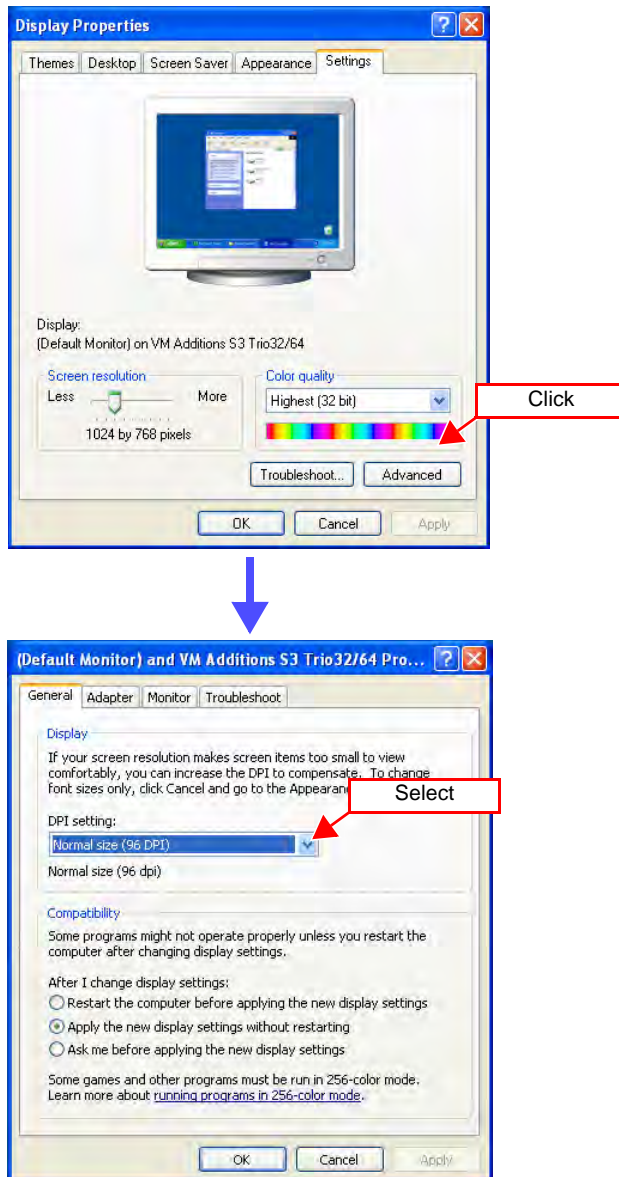 Display Properties
Themes Desktop Screen Saver Appearance Settings
Display:
(Default Monitor) on VM Additions S3 Trio32/64
Screen resolution
Less More
1024 by 768 pixels
Color quality
Highest (32 bit)
Click
Troubleshoot... Advanced
OK Cancel Apply
(Default Monitor) and VM Additions S3 Trio32/64 Pro...
General Adapter Monitor Troubleshoot
Display
If your screen resolution makes screen items too small to view
comfortably, you can increase the DPI to compensate. To change
font sizes only, click Cancel and go to the
Select
DPI setting:
Normal size (96 DPI)
Normal size (96 dpi)
Compatibility
Some programs might not operate properly unless you restart the
computer after changing display settings.
After I change display settings:
Restart the computer before applying the new display settings
Apply the new display settings without restarting
Ask me before applying the new display settings
Some games and other programs must be run in 256-color mode.
Learn more about running programs in 256-color mode.
OK Cancel Apply